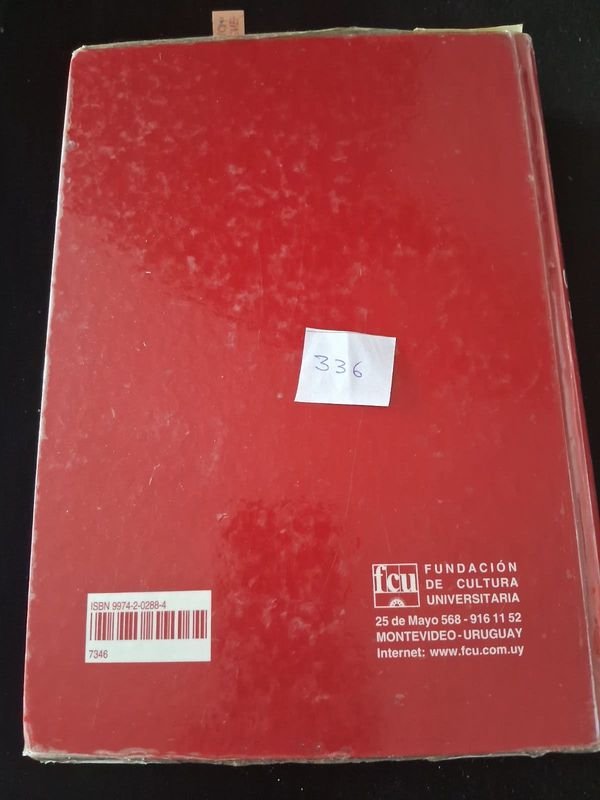 336
ISBN 9974-2-0288-4
7346
fcu
FUNDACIÓN
DE CULTURA
UNIVERSITARIA
25 de Mayo 568 - 916 11 52
MONTEVIDEO - URUGUAY
Internet: www.fcu.com.uy